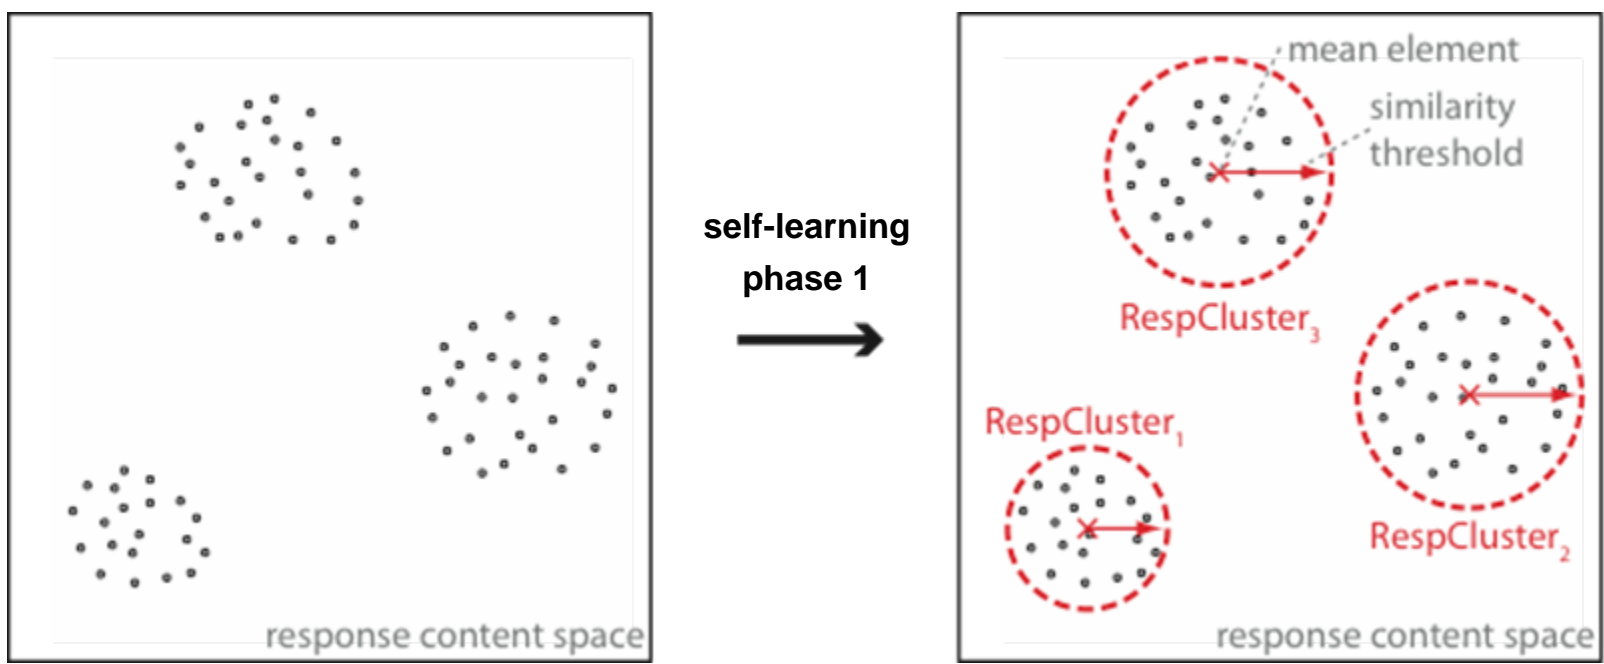 response content space
self-learning
phase 1
mean element
similarity
threshold
RespCluster3
RespCluster1
RespCluster2
response content space